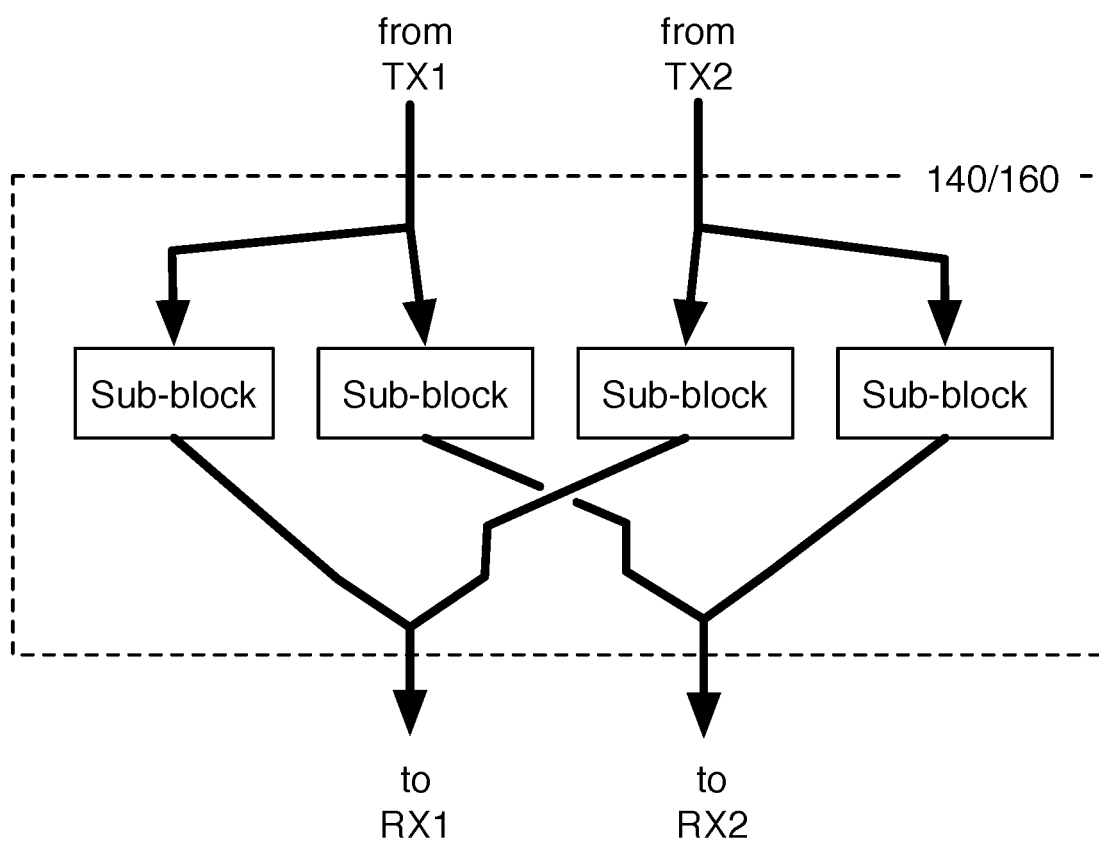 from
TX1
from
TX2
140/160
Sub-block
Sub-block
Sub-block
Sub-block
to
RX1
to
RX2